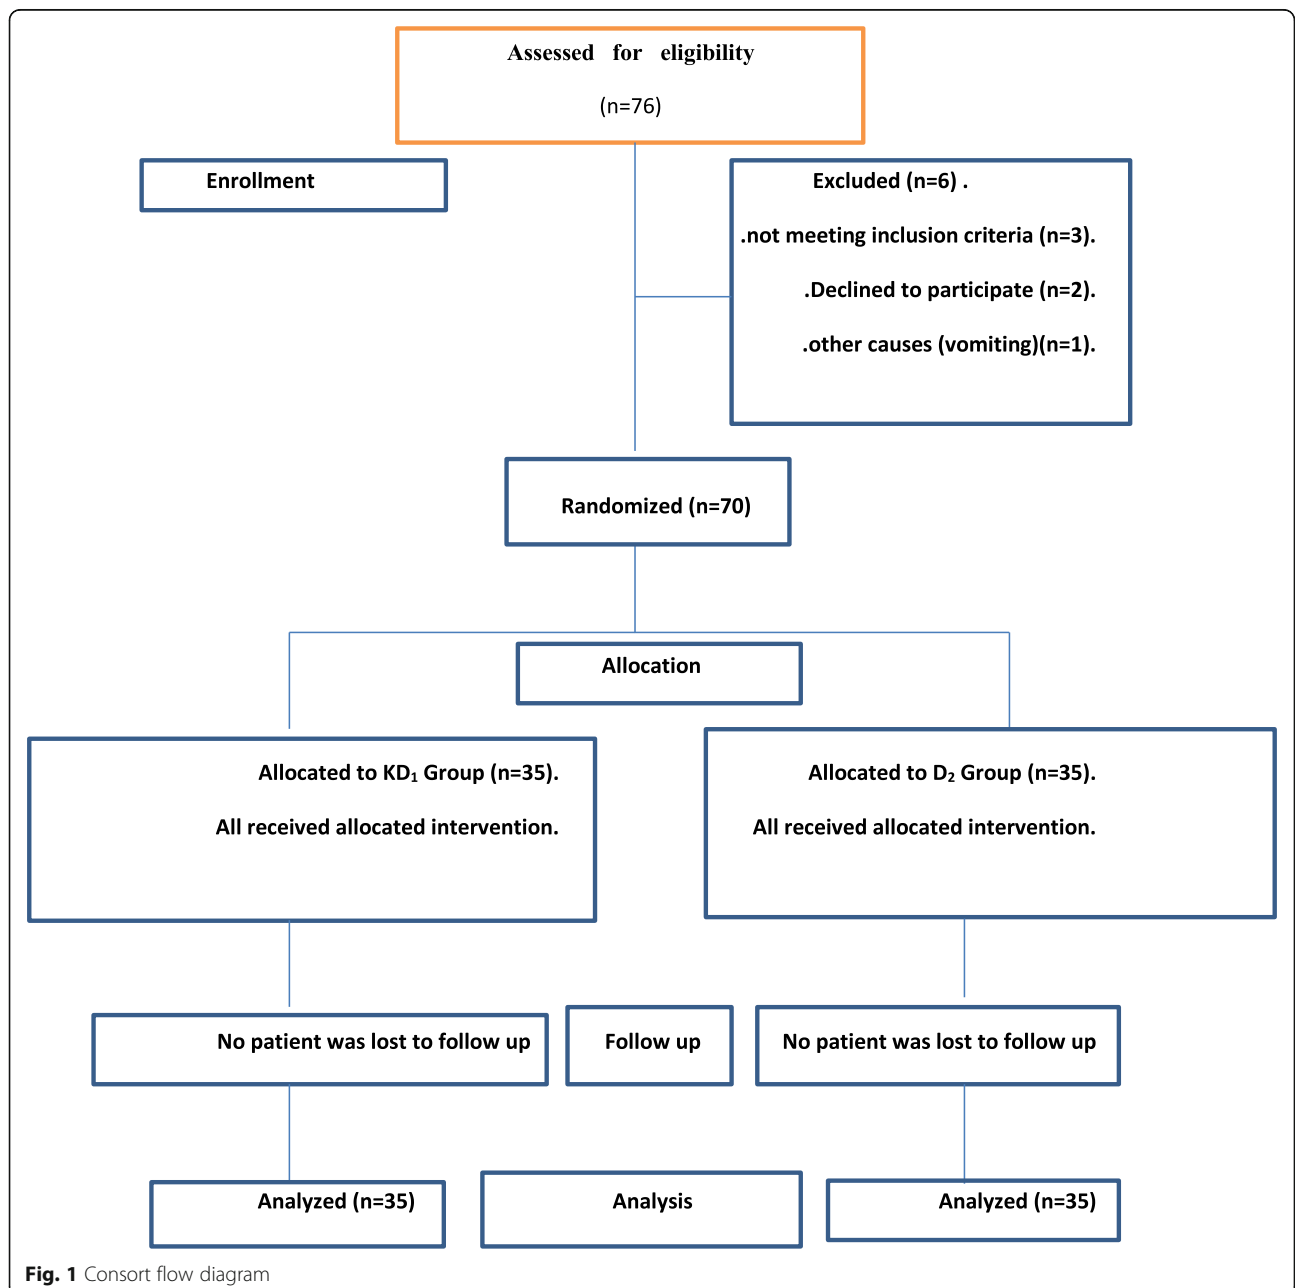 Assessed for eligibility
(n=76)
Enrollment
Excluded (n=6) .
.not meeting inclusion criteria (n=3).
.Declined to participate (n=2).
.other causes (vomiting)(n=1).
Randomized (n=70)
Allocation
Allocated to KD₁ Group (n=35).
All received allocated intervention.
Allocated to D₂ Group (n=35).
All received allocated intervention.
No patient was lost to follow up
Follow up
No patient was lost to follow up
Analyzed (n=35)
Analysis
Analyzed (n=35)
Fig. 1 Consort flow diagram